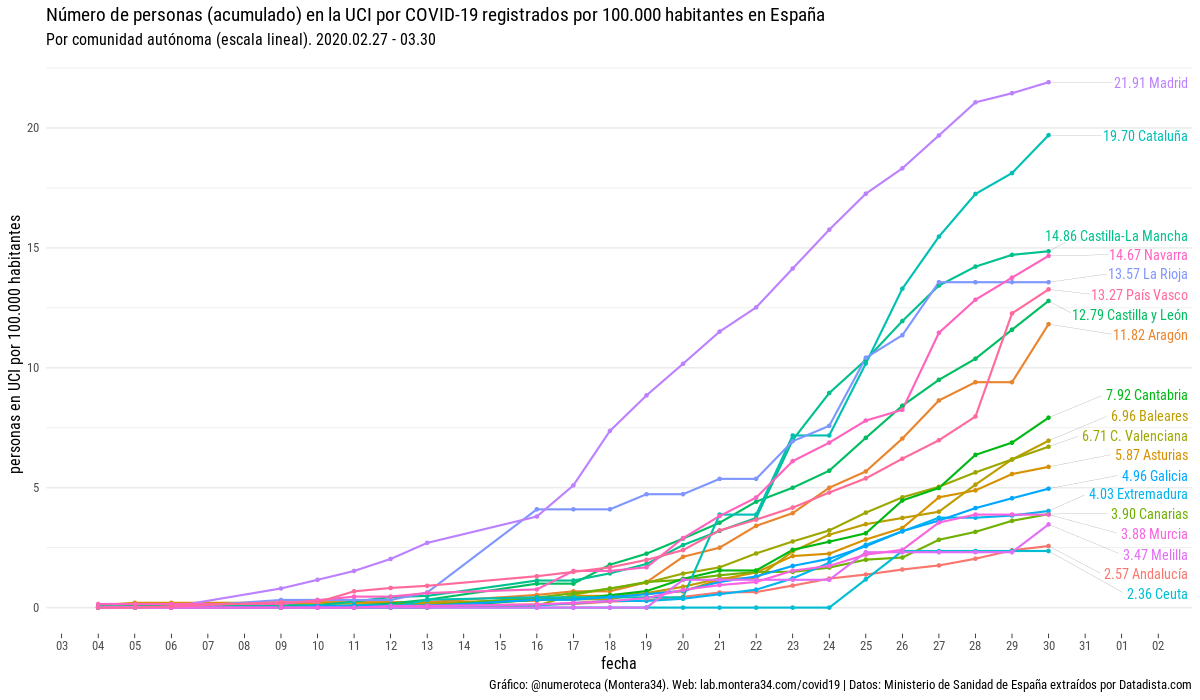 Número de personas (acumulado) en la UCI por COVID-19 registrados por 100.000 habitantes en España
Por comunidad autónoma (escala lineal). 2020.02.27 - 03.30
personas en UCI por 100.000 habitantes
20
15
10
5
0
21.91 Madrid
19.70 Cataluña
14.86 Castilla-La Mancha
14.67 Navarra
13.57 La Rioja
13.27 País Vasco
12.79 Castilla y León
11.82 Aragón
7.92 Cantabria
6.96 Baleares
6.71 C. Valenciana
5.87 Asturias
4.96 Galicia
4.03 Extremadura
3.90 Canarias
3.88 Murcia
3.47 Melilla
2.57 Andalucía
2.36 Ceuta
03 04 05 06 07 08 09 10 11 12 13 14 15 16 17 18 19 20 21 22 23 24 25 26 27 28 29 30 31 01 02
fecha
Gráfico: @numeroteca (Montera34). Web: lab.montera34.com/covid19 | Datos: Ministerio de Sanidad de España extraídos por Datadista.com